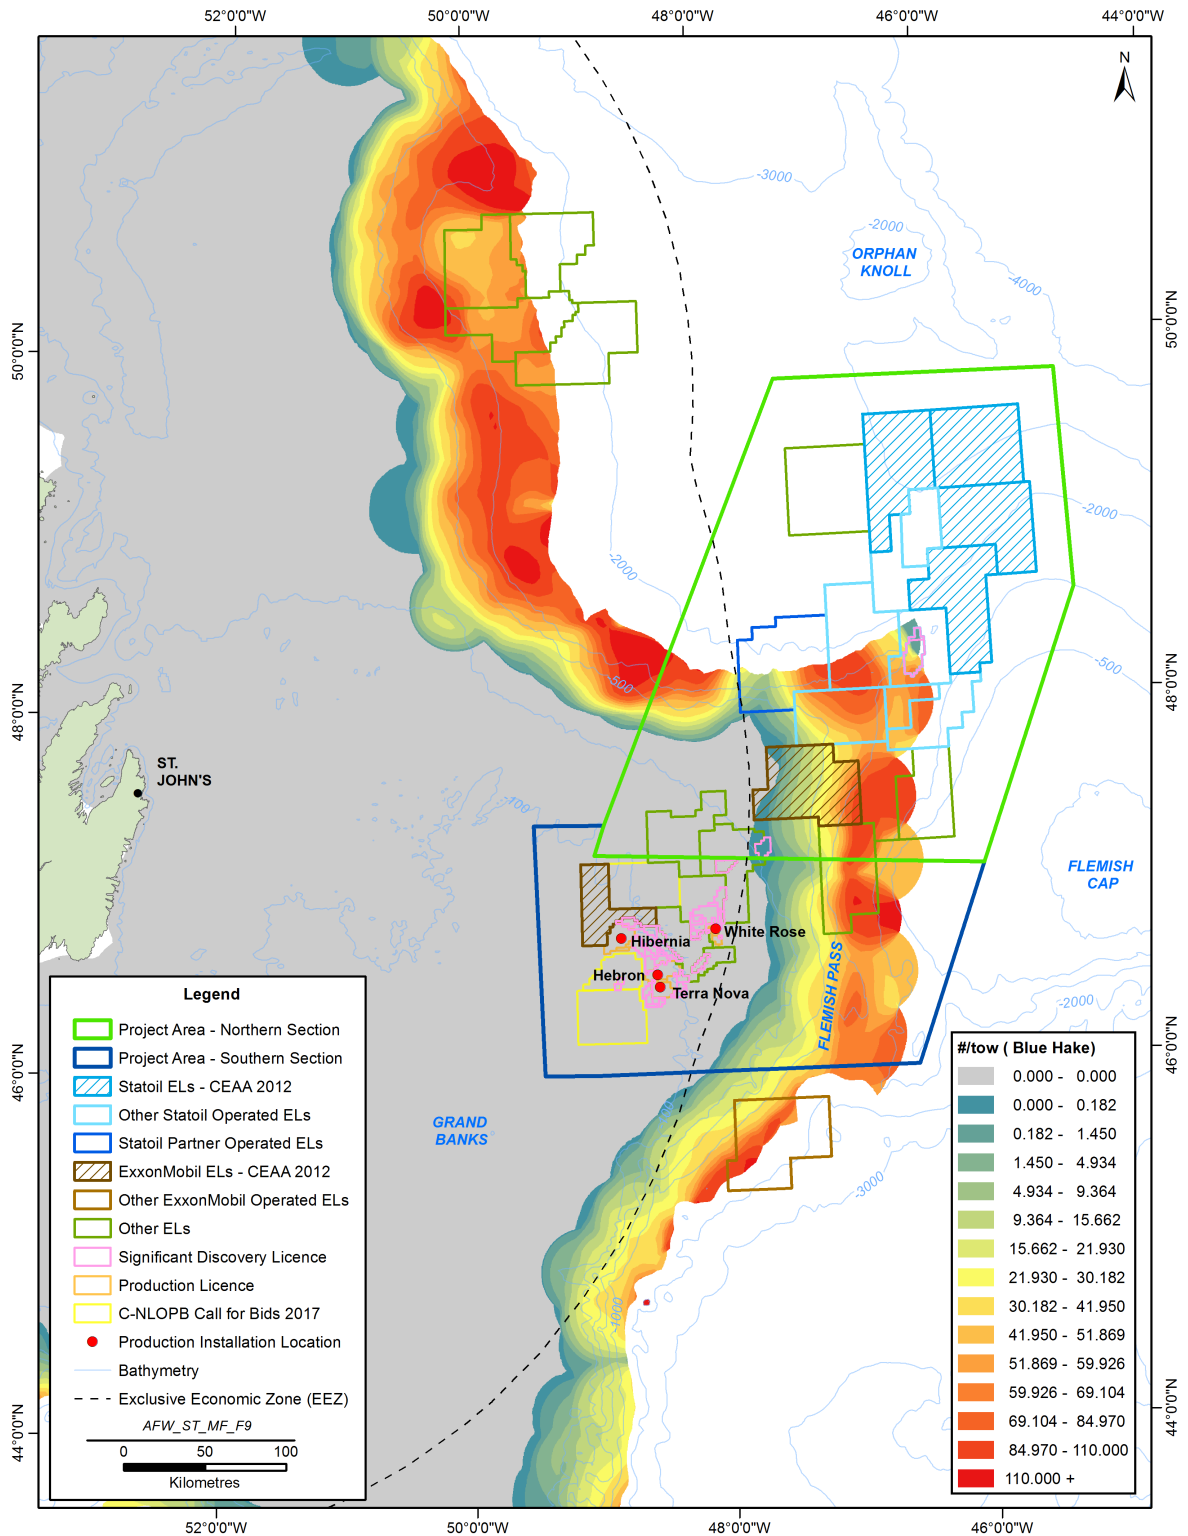 52°0'0"W
50°0'0"W
48°0'0"W
46°0'0"W
44°0'0"W
N
-3000
-2000
ORPHAN
KNOLL
-4000
50°0'0"N
50°0'0"N
-2000
-2000
-500
-500
48°0'0"N
48°0'0"N
ST.
JOHN'S
-100
FLEMISH
CAP
White Rose
Hibernia
Hebron
Terra Nova
FLEMISH PASS
-2000
46°0'0"N
46°0'0"N
GRAND
BANKS
-3000
-1000
44°0'0"N
44°0'0"N
Legend
Project Area - Northern Section
Project Area - Southern Section
Statoil ELs - CEAA 2012
Other Statoil Operated ELs
Statoil Partner Operated ELs
ExxonMobil ELs - CEAA 2012
Other ExxonMobil Operated ELs
Other ELs
Significant Discovery Licence
Production Licence
C-NLOPB Call for Bids 2017
Production Installation Location
Bathymetry
Exclusive Economic Zone (EEZ)
AFW_ST_MF_F9
0 50 100
Kilometres
#/tow ( Blue Hake)
0.000 - 0.000
0.000 - 0.182
0.182 - 1.450
1.450 - 4.934
4.934 - 9.364
9.364 - 15.662
15.662 - 21.930
21.930 - 30.182
30.182 - 41.950
41.950 - 51.869
51.869 - 59.926
59.926 - 69.104
69.104 - 84.970
84.970 - 110.000
110.000 +
52°0'0"W
50°0'0"W
48°0'0"W
46°0'0"W